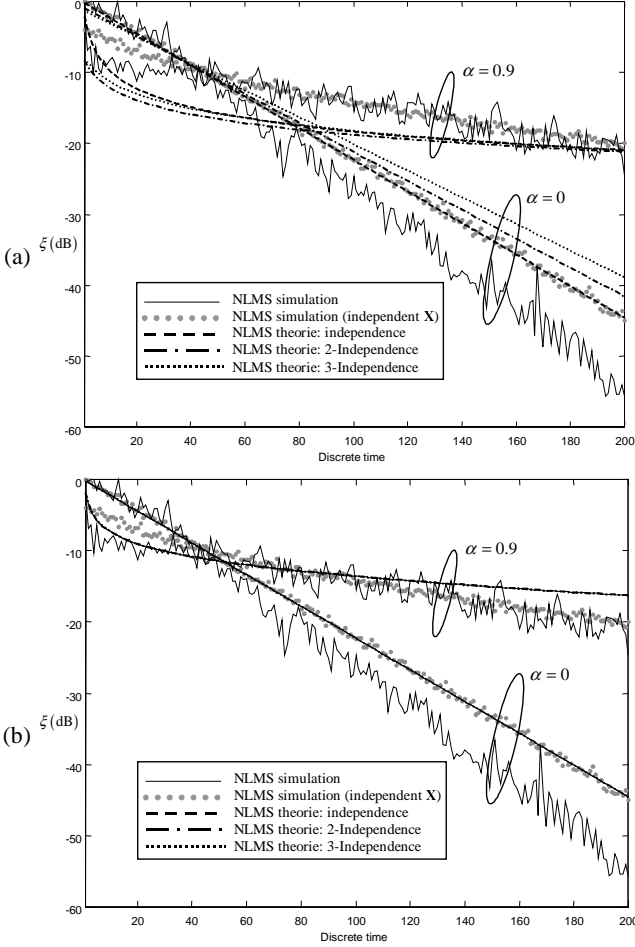 0
-10
-20
-30
-40
-50
-60
20 40 60 80 100 120 140 160 180 200
Discrete time
ξ (dB)
(a)
α = 0.9
α = 0
NLMS simulation
NLMS simulation (independent X)
NLMS theorie: independence
NLMS theorie: 2-Independence
NLMS theorie: 3-Independence
0
-10
-20
-30
-40
-50
-60
20 40 60 80 100 120 140 160 180 200
Discrete time
ξ (dB)
(b)
α = 0.9
α = 0
NLMS simulation
NLMS simulation (independent X)
NLMS theorie: independence
NLMS theorie: 2-Independence
NLMS theorie: 3-Independence